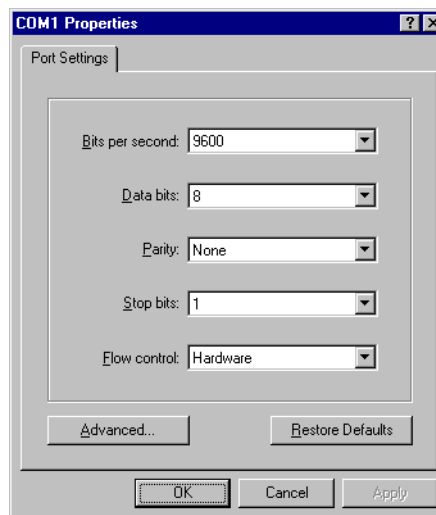 COM1 Properties
Port Settings
Bits per second: 9600
Data bits: 8
Parity: None
Stop bits: 1
Flow control: Hardware
Advanced... Restore Defaults
OK Cancel Apply